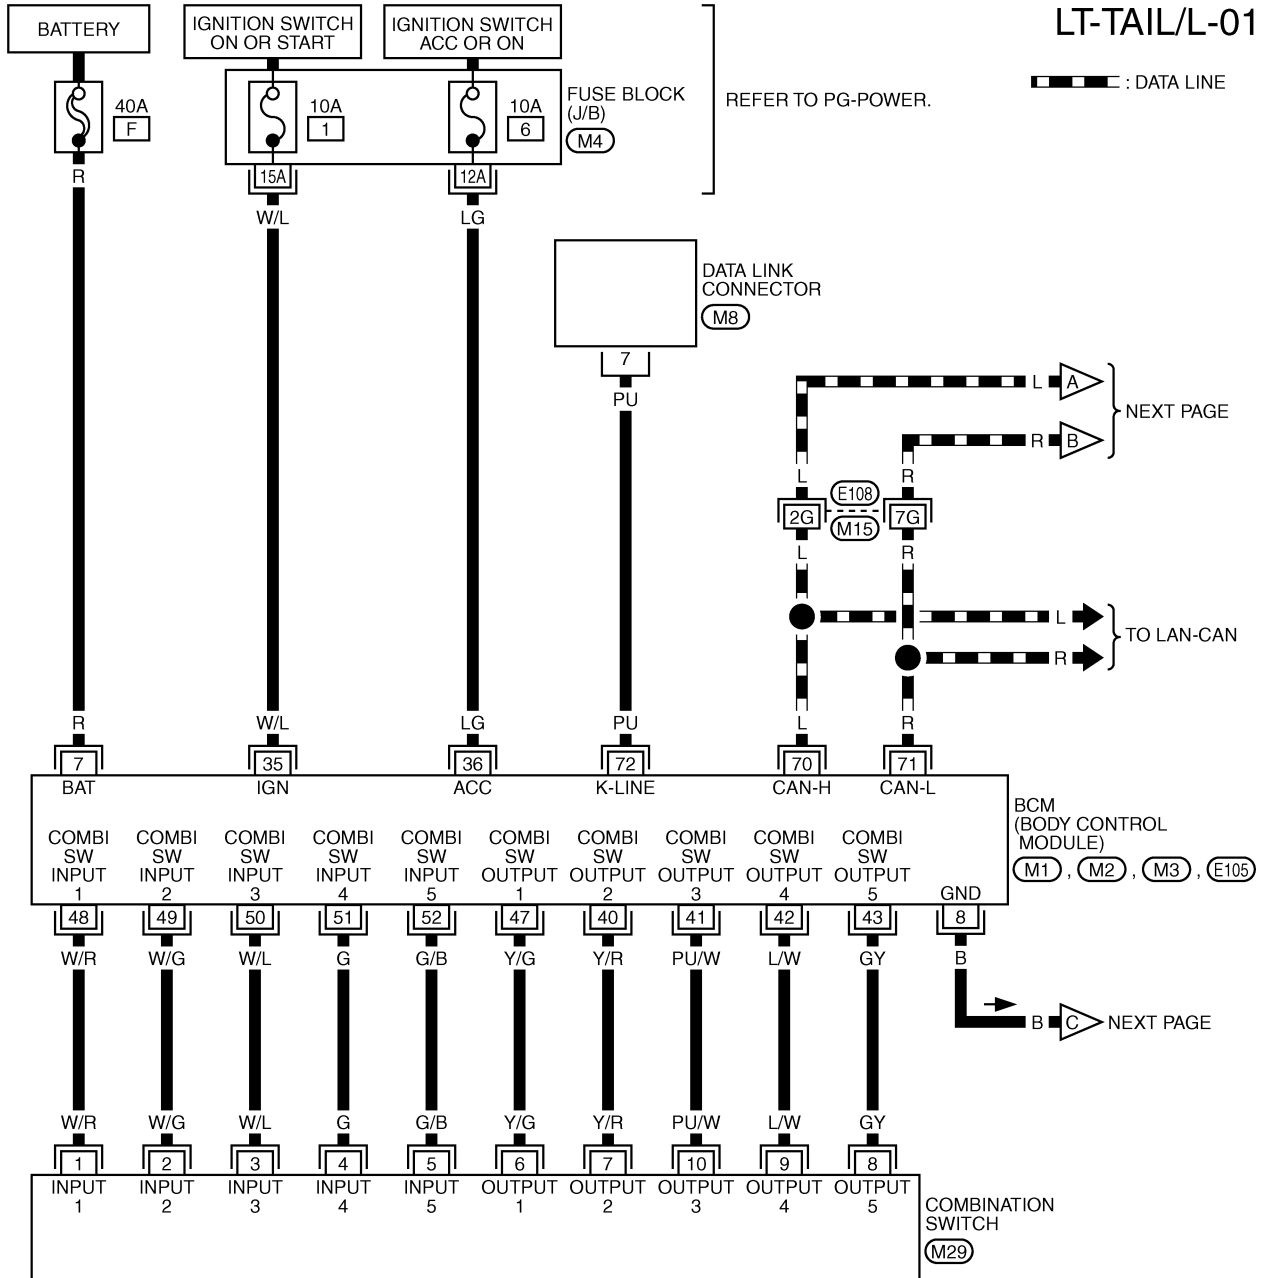 LT-TAIL/L-01
BATTERY
IGNITION SWITCH
ON OR START
IGNITION SWITCH
ACC OR ON
: DATA LINE
40A
F
10A
1
10A
6
FUSE BLOCK
(J/B)
M4
REFER TO PG-POWER.
R
15A
12A
W/L
LG
DATA LINK
CONNECTOR
M8
7
PU
L
A
NEXT PAGE
R
B
L
R
E108
2G
7G
M15
L
R
L
TO LAN-CAN
R
R
W/L
LG
PU
L
R
7
35
36
72
70
71
BAT
IGN
ACC
K-LINE
CAN-H
CAN-L
BCM
(BODY CONTROL
MODULE)
M1 , M2 , M3 , E105
COMBI
SW
INPUT
1
COMBI
SW
INPUT
2
COMBI
SW
INPUT
3
COMBI
SW
INPUT
4
COMBI
SW
INPUT
5
COMBI
SW
OUTPUT
1
COMBI
SW
OUTPUT
2
COMBI
SW
OUTPUT
3
COMBI
SW
OUTPUT
4
COMBI
SW
OUTPUT
5
GND
48
49
50
51
52
47
40
41
42
43
8
W/R
W/G
W/L
G
G/B
Y/G
Y/R
PU/W
L/W
GY
B
B
C
NEXT PAGE
W/R
W/G
W/L
G
G/B
Y/G
Y/R
PU/W
L/W
GY
1
2
3
4
5
6
7
10
9
8
INPUT
1
INPUT
2
INPUT
3
INPUT
4
INPUT
5
OUTPUT
1
OUTPUT
2
OUTPUT
3
OUTPUT
4
OUTPUT
5
COMBINATION
SWITCH
M29